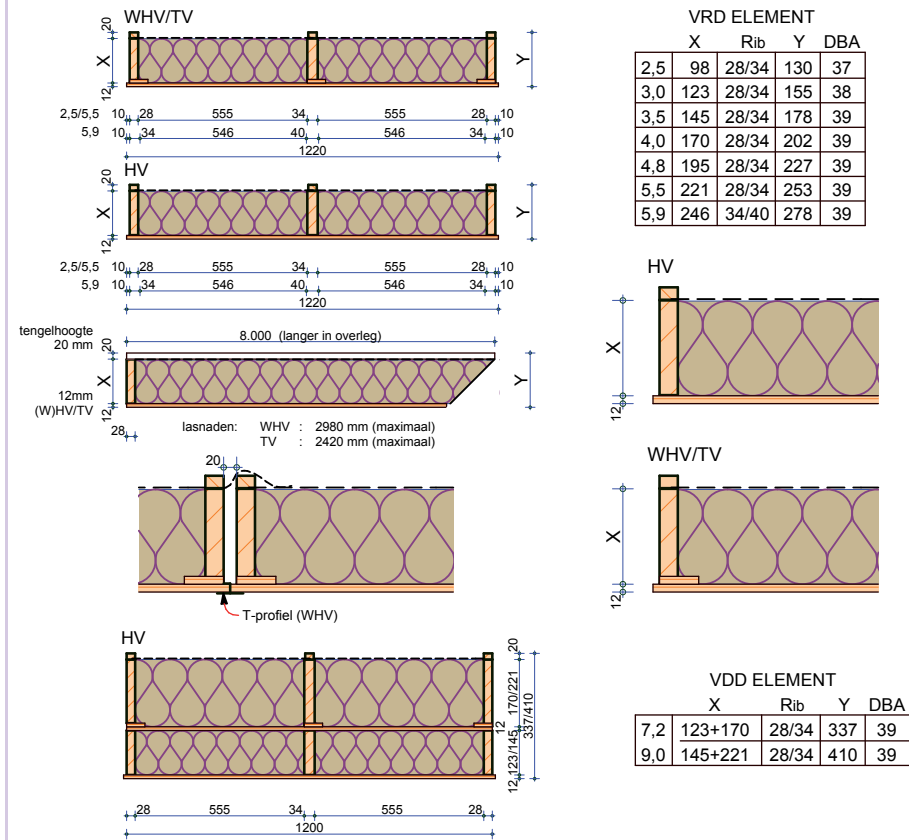 WHV/TV
20
X
12
Y
2,5/5,5 10 28 555 34 555 28 10
5,9 10 34 546 40 546 34 10
1220
HV
20
X
12
Y
2,5/5,5 10 28 555 34 555 28 10
5,9 10 34 546 40 546 34 10
1220
tengelhoogte
20 mm
20
8.000 (langer in overleg)
X
Y
12mm
(W)HV/TV
12
28
lasnaden: WHV : 2980 mm (maximaal)
TV : 2420 mm (maximaal)
20
T-profiel (WHV)
HV
20
170/221
12
123/145
12
337/410
28 555 34 555 28
1200
VRD ELEMENT
X Rib Y DBA
2,5 98 28/34 130 37
3,0 123 28/34 155 38
3,5 145 28/34 178 39
4,0 170 28/34 202 39
4,8 195 28/34 227 39
5,5 221 28/34 253 39
5,9 246 34/40 278 39
HV
X
12
WHV/TV
X
12
VDD ELEMENT
X Rib Y DBA
7,2 123+170 28/34 337 39
9,0 145+221 28/34 410 39